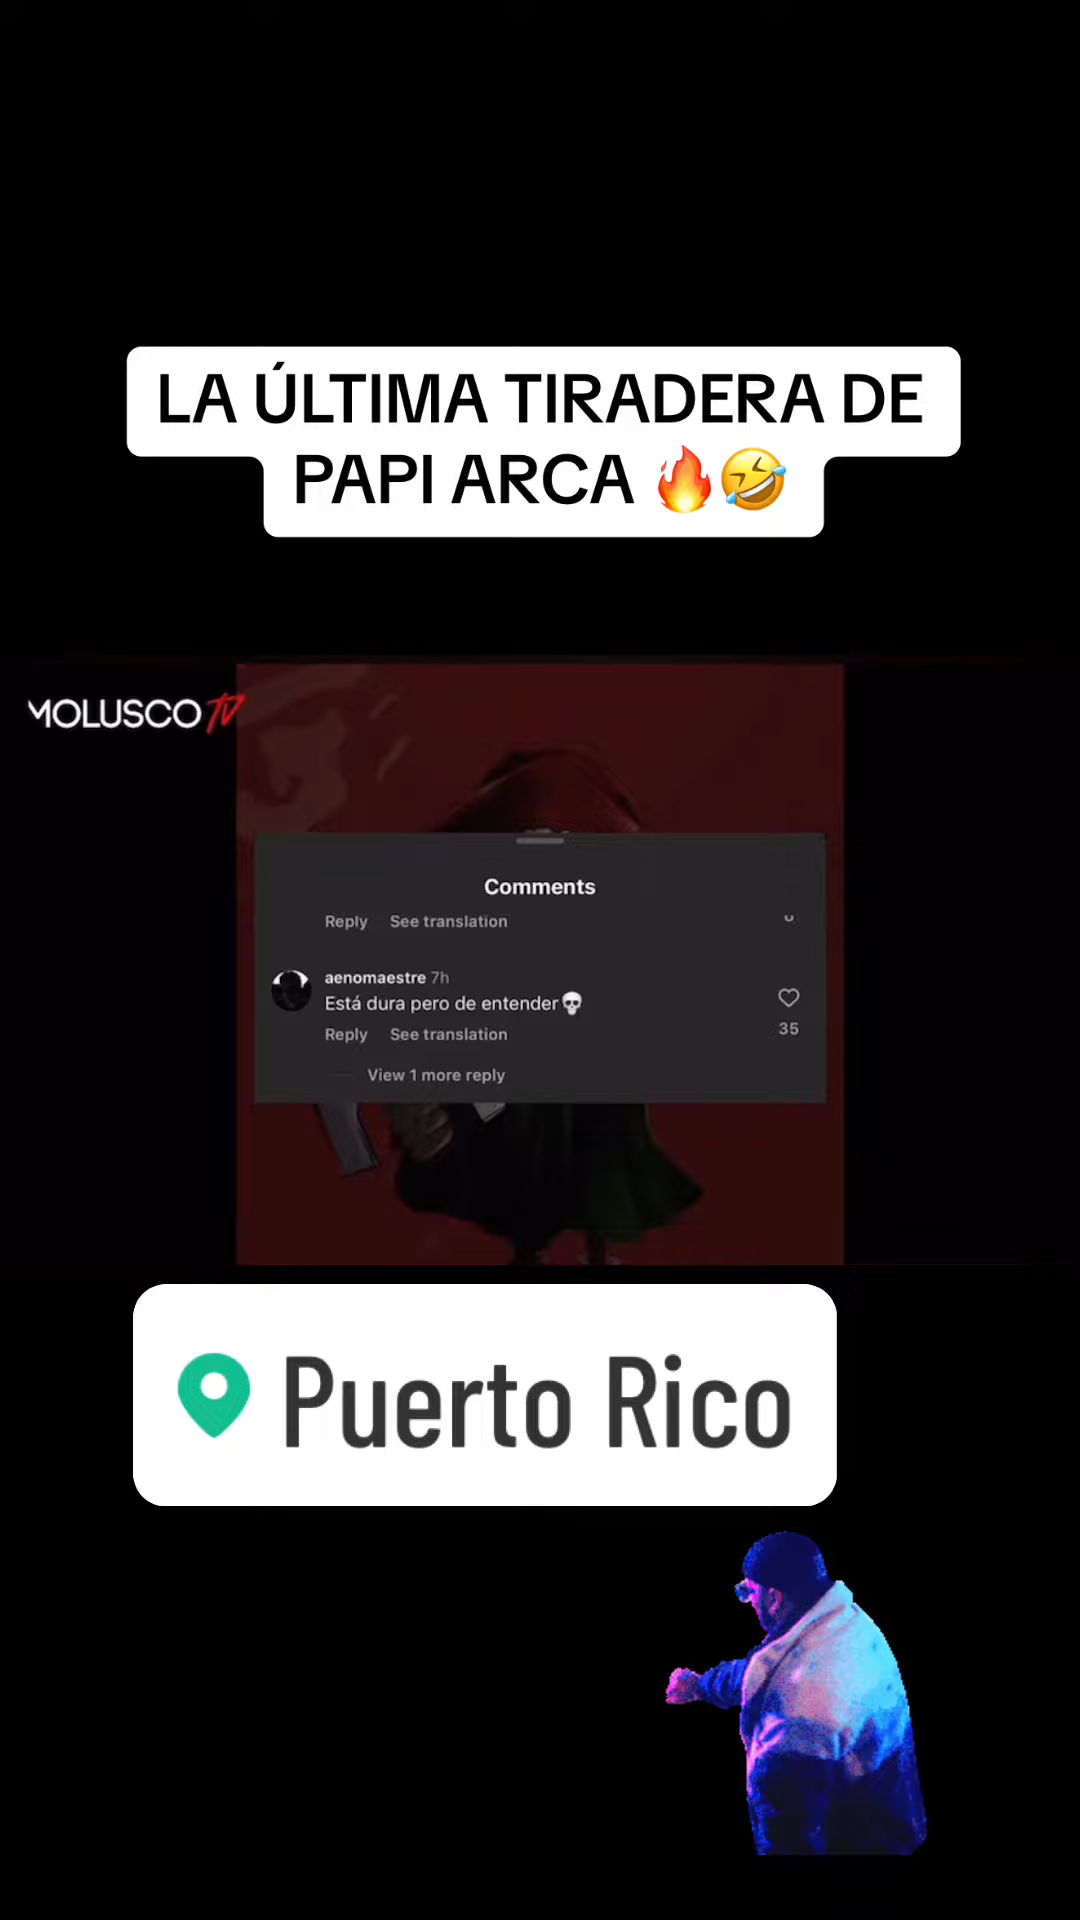 LA ÚLTIMA TIRADERA DE
PAPI ARCA 🔥🤣
MOLUSCO TV
Comments
Reply See translation
aenomaestre 7h
Está dura pero de entender💀
35
Reply See translation
View 1 more reply
Puerto Rico